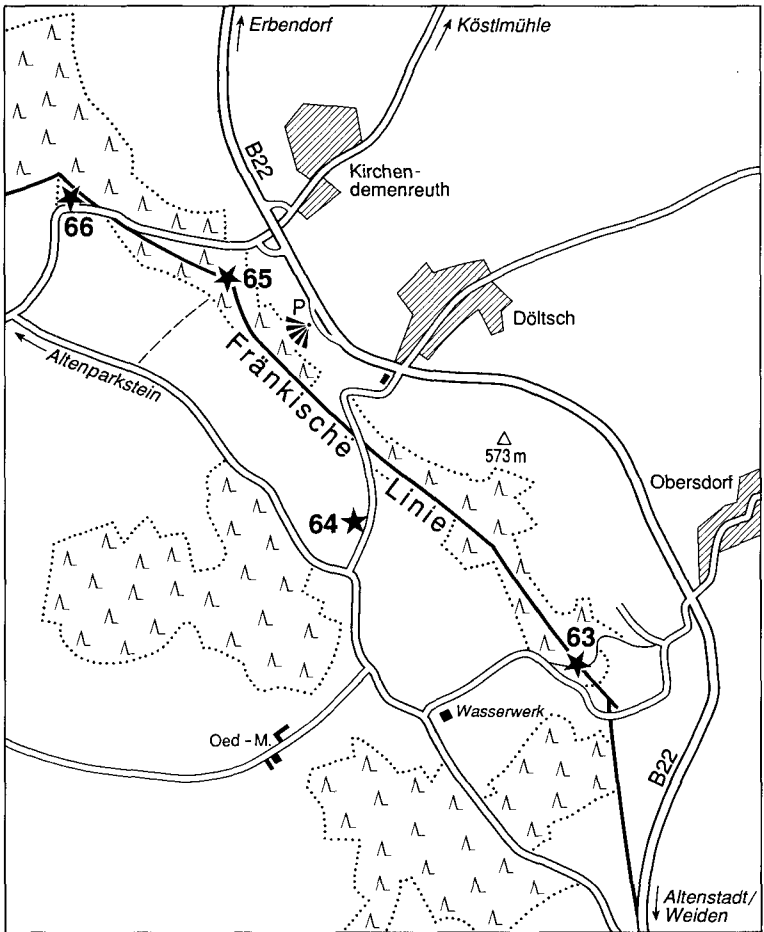 Erbendorf
Köstlmühle
B22
Kirchen-
demenreuth
66
65
P
Döltsch
Fränkische
Altenparkstein
573 m
Linie
Obersdorf
64
63
Wasserwerk
Oed - M.
B22
Altenstadt/
Weiden